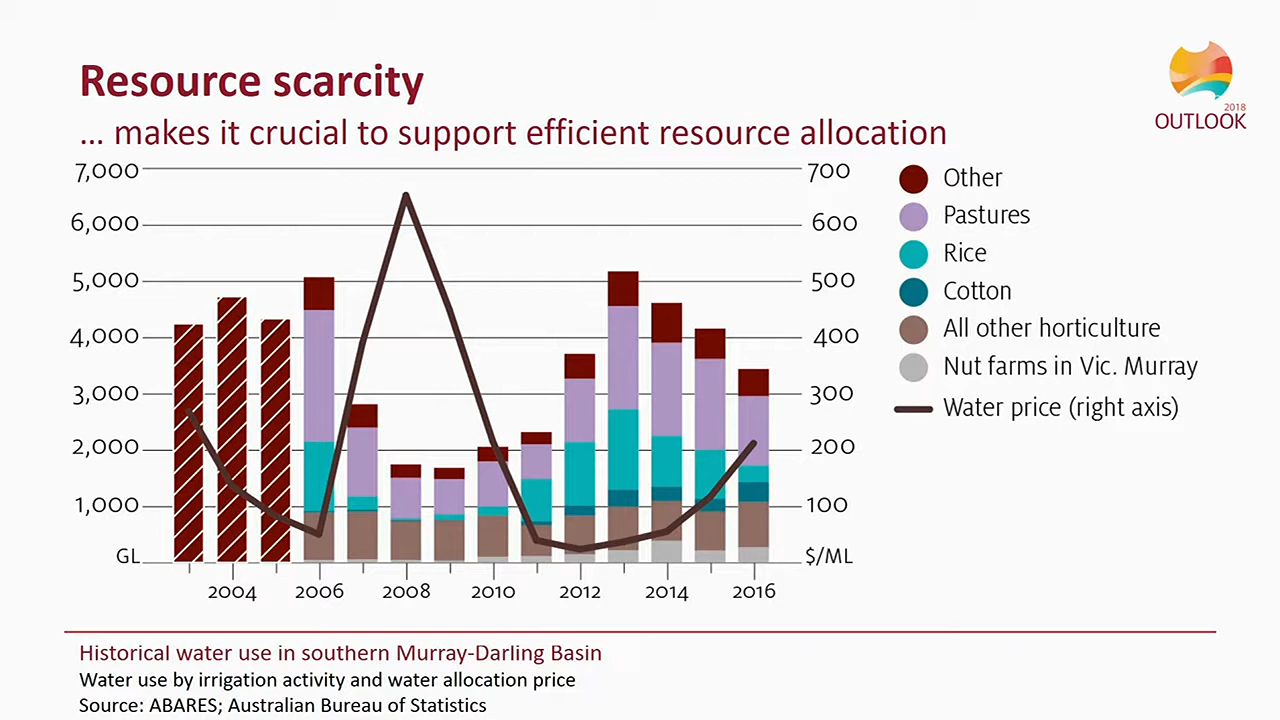 Resource scarcity
... makes it crucial to support efficient resource allocation
2018
OUTLOOK
7,000
6,000
5,000
4,000
3,000
2,000
1,000
GL
700
600
500
400
300
200
100
$/ML
2004 2006 2008 2010 2012 2014 2016
Other
Pastures
Rice
Cotton
All other horticulture
Nut farms in Vic. Murray
Water price (right axis)
Historical water use in southern Murray-Darling Basin
Water use by irrigation activity and water allocation price
Source: ABARES; Australian Bureau of Statistics